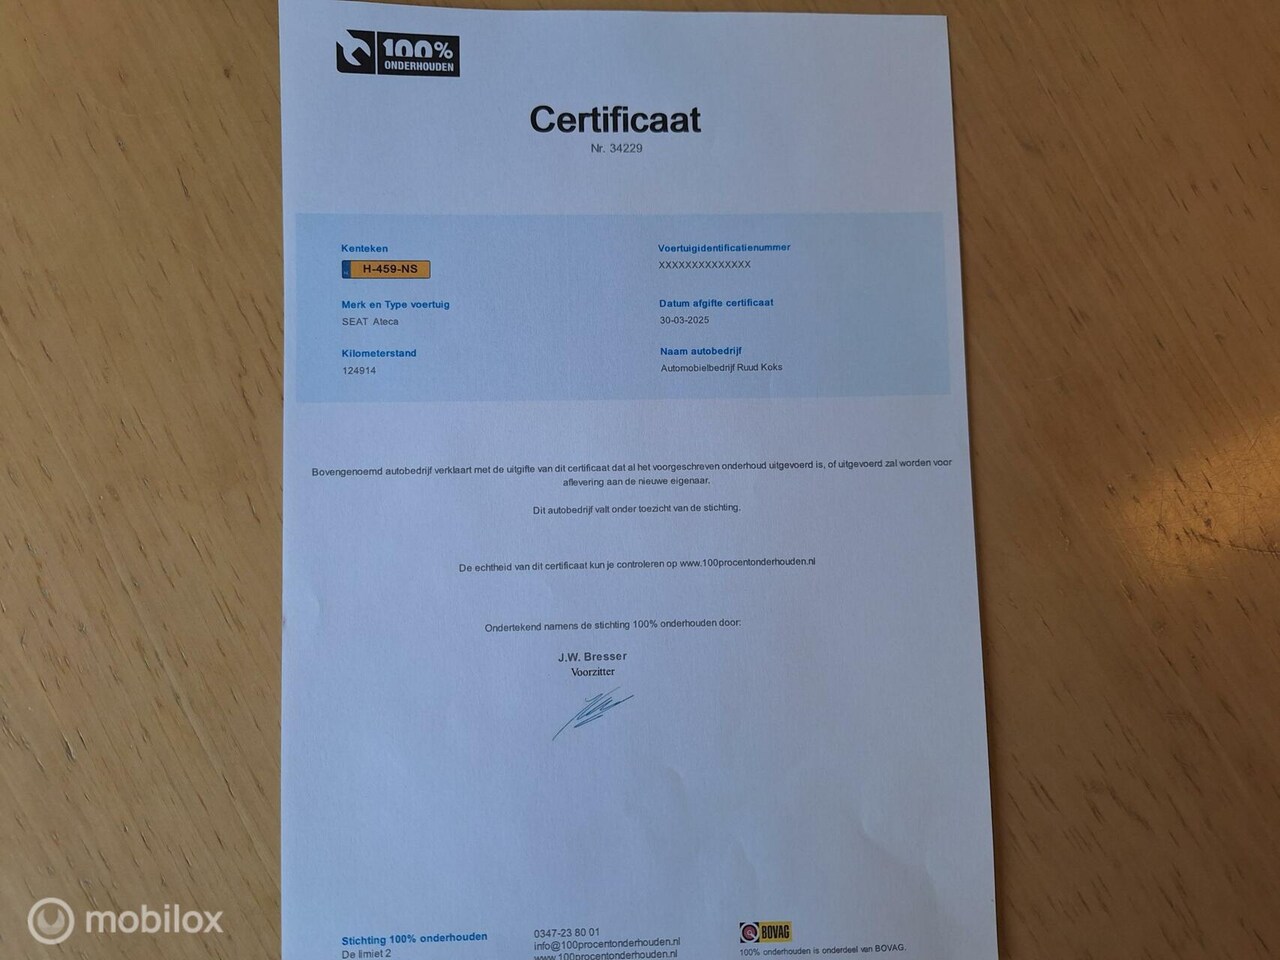 100%
ONDERHOUDEN
Certificaat
Nr. 34229
Kenteken
H-459-NS
Merk en Type voertuig
SEAT Ateca
Kilometerstand
124914
Voertuigidentificatienummer
XXXXXXXXXXXXXX
Datum afgifte certificaat
30-03-2025
Naam autobedrijf
Automobielbedrijf Ruud Koks
Bovengenoemd autobedrijf verklaart met de uitgifte van dit certificaat dat al het voorgeschreven onderhoud uitgevoerd is, of uitgevoerd zal worden voor
aflevering aan de nieuwe eigenaar.
Dit autobedrijf valt onder toezicht van de stichting.
De echtheid van dit certificaat kun je controleren op www.100procentonderhouden.nl
Ondertekend namens de stichting 100% onderhouden door:
J.W. Bresser
Voorzitter
Stichting 100% onderhouden
De limiet 2
0347-23 80 01
info@100procentonderhouden.nl
www.100procentonderhouden.nl
BOVAG
100% onderhouden is onderdeel van BOVAG.
mobilox